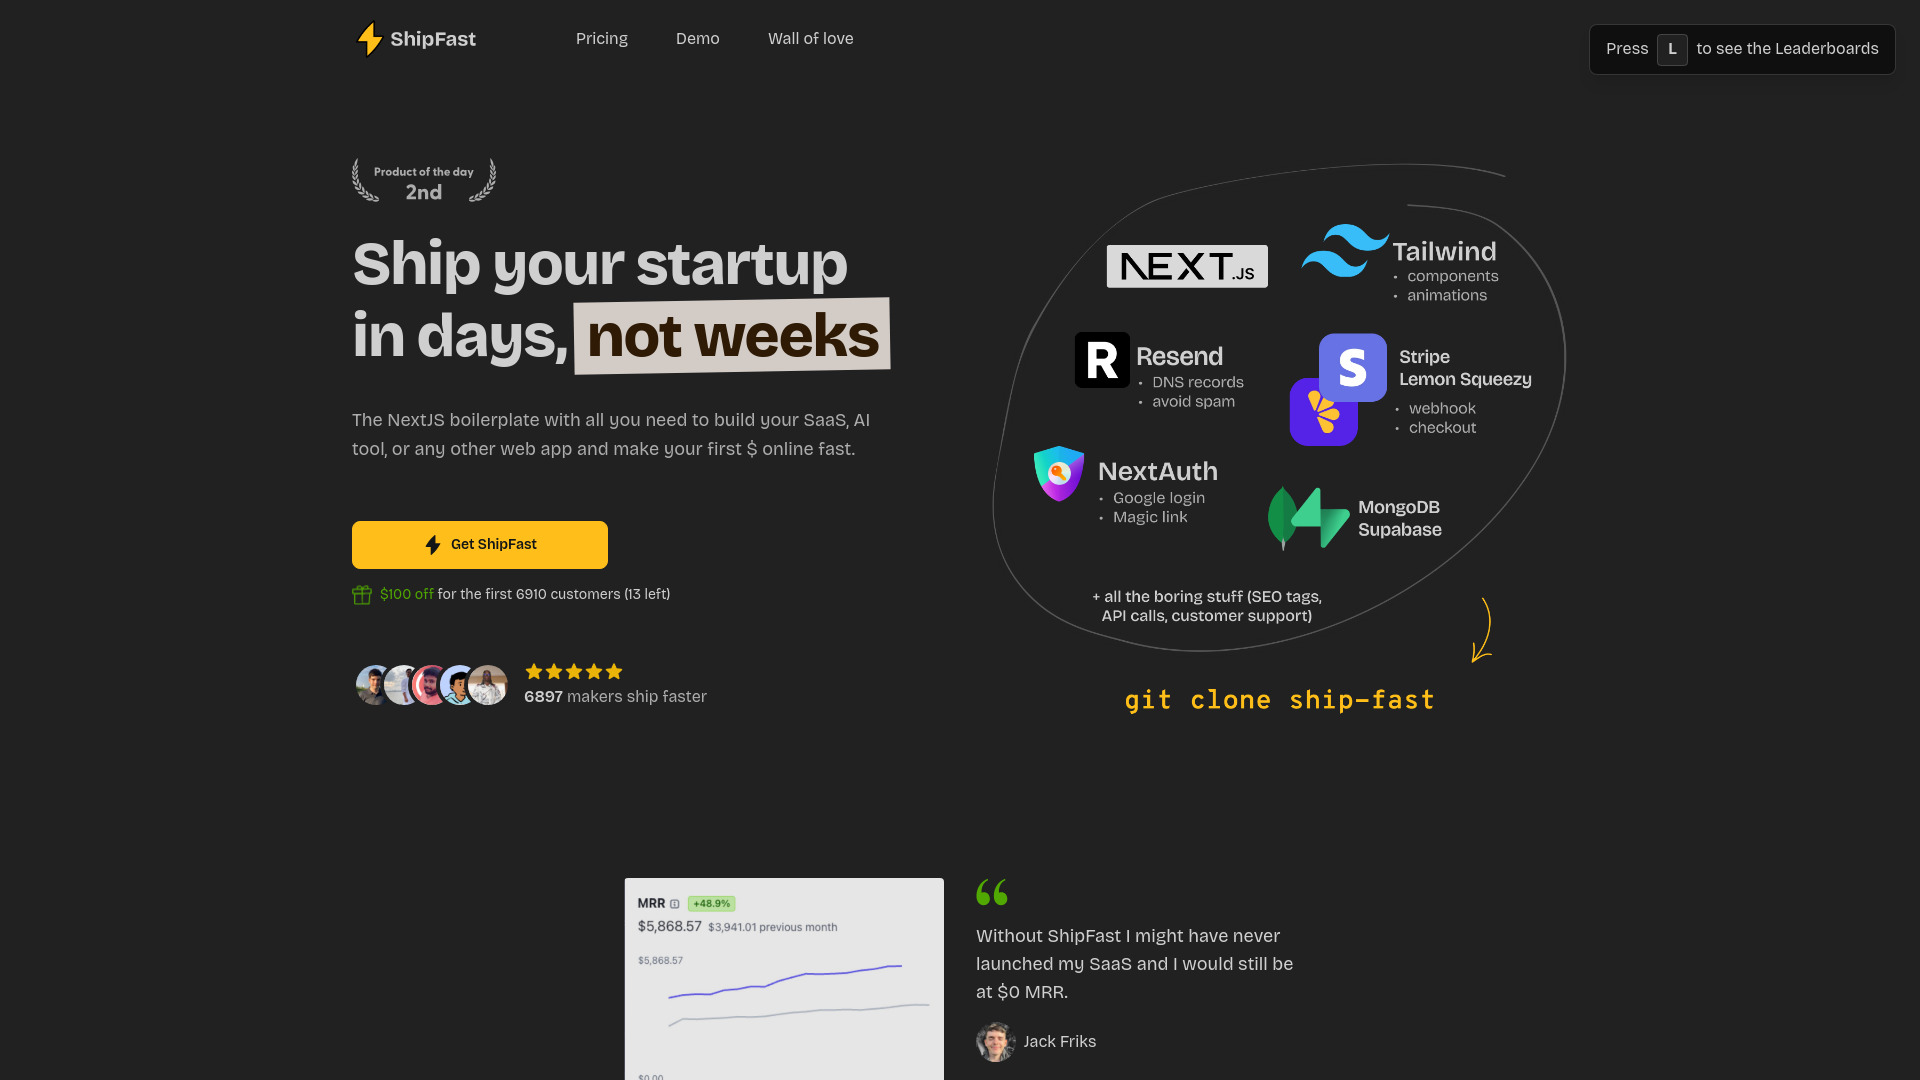 ShipFast
Pricing
Demo
Wall of love
Press L to see the Leaderboards
Product of the day
2nd
Ship your startup
in days, not weeks
The NextJS boilerplate with all you need to build your SaaS, AI
tool, or any other web app and make your first $ online fast.
Get ShipFast
$100 off for the first 6910 customers (13 left)
6897 makers ship faster
NEXT.JS
Tailwind
• components
• animations
R Resend
• DNS records
• avoid spam
S
Stripe
Lemon Squeezy
• webhook
• checkout
NextAuth
• Google login
• Magic link
MongoDB
Supabase
+ all the boring stuff (SEO tags,
API calls, customer support)
git clone ship-fast
MRR +48.9%
$5,868.57 $3,941.01 previous month
$5,868.57
$0.00
“
Without ShipFast I might have never
launched my SaaS and I would still be
at $0 MRR.
Jack Friks